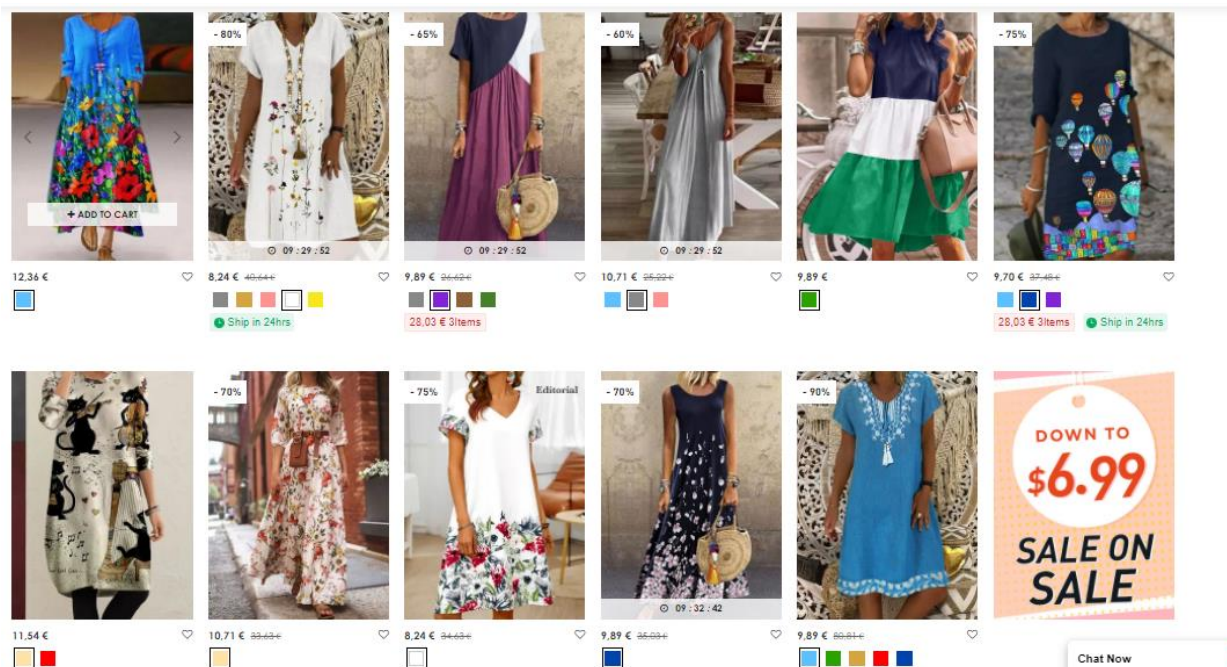 - 80%
- 65%
- 60%
- 75%
+ ADD TO CART
09 : 29 : 52
09 : 29 : 52
09 : 29 : 52
12,36 €
8,24 € 40,64 €
9,89 € 26,62 €
10,71 € 25,22 €
9,89 €
9,70 € 37,48 €
Ship in 24hrs
28,03 € 3Items
28,03 € 3Items
Ship in 24hrs
- 70%
- 75%
Editorial
- 70%
- 90%
DOWN TO
$6.99
SALE ON
SALE
09 : 32 : 42
11,54 €
10,71 € 33,63 €
8,24 € 34,63 €
9,89 € 35,03 €
9,89 € 80,81 €
Chat Now